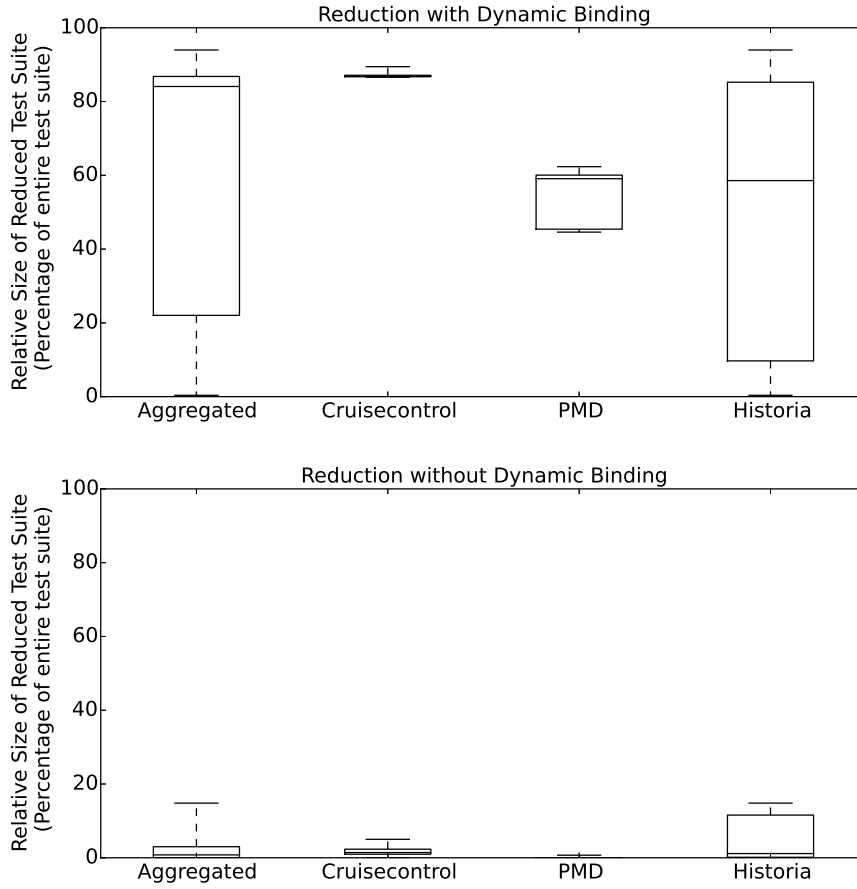 Reduction with Dynamic Binding
Relative Size of Reduced Test Suite
(Percentage of entire test suite)
100
80
60
40
20
0
Aggregated
Cruisecontrol
PMD
Historia
Reduction without Dynamic Binding
Relative Size of Reduced Test Suite
(Percentage of entire test suite)
100
80
60
40
20
0
Aggregated
Cruisecontrol
PMD
Historia